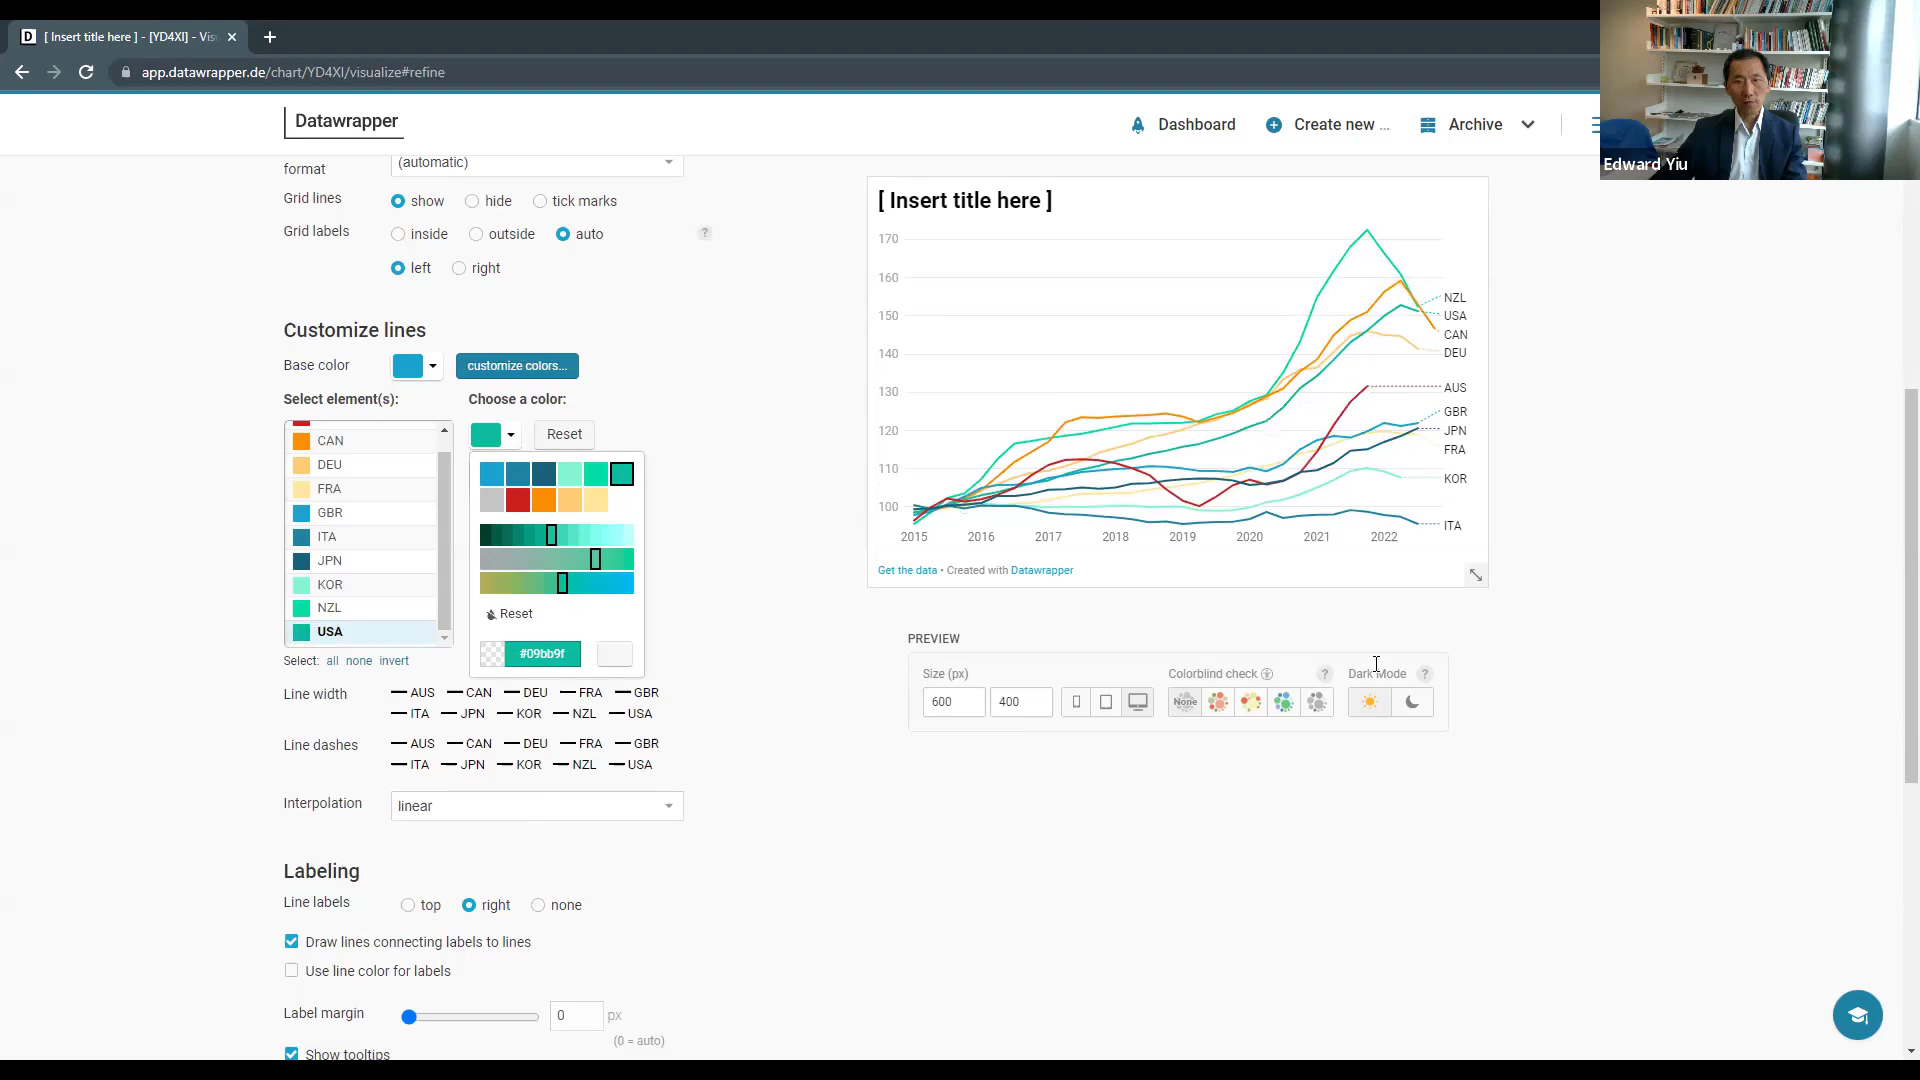 [ Insert title here ] - [YD4XI] - Vis
app.datawrapper.de/chart/YD4XI/visualize#refine
Datawrapper
Dashboard
Create new ...
Archive
Edward Yiu
format
(automatic)
Grid lines
show
hide
tick marks
Grid labels
inside
outside
auto
?
left
right
Customize lines
Base color
customize colors...
Select element(s):
Choose a color:
Reset
CAN
DEU
FRA
GBR
ITA
JPN
KOR
NZL
USA
Reset
#09bb9f
Select: all none invert
Line width
AUS CAN DEU FRA GBR
ITA JPN KOR NZL USA
Line dashes
AUS CAN DEU FRA GBR
ITA JPN KOR NZL USA
Interpolation
linear
Labeling
Line labels
top
right
none
Draw lines connecting labels to lines
Use line color for labels
Label margin
0
px
(0 = auto)
Show tooltips
[ Insert title here ]
170
160
150
140
130
120
110
100
2015 2016 2017 2018 2019 2020 2021 2022
NZL
USA
CAN
DEU
AUS
GBR
JPN
FRA
KOR
ITA
Get the data • Created with Datawrapper
PREVIEW
Size (px)
Colorblind check
?
Dark Mode
?
600
400
None